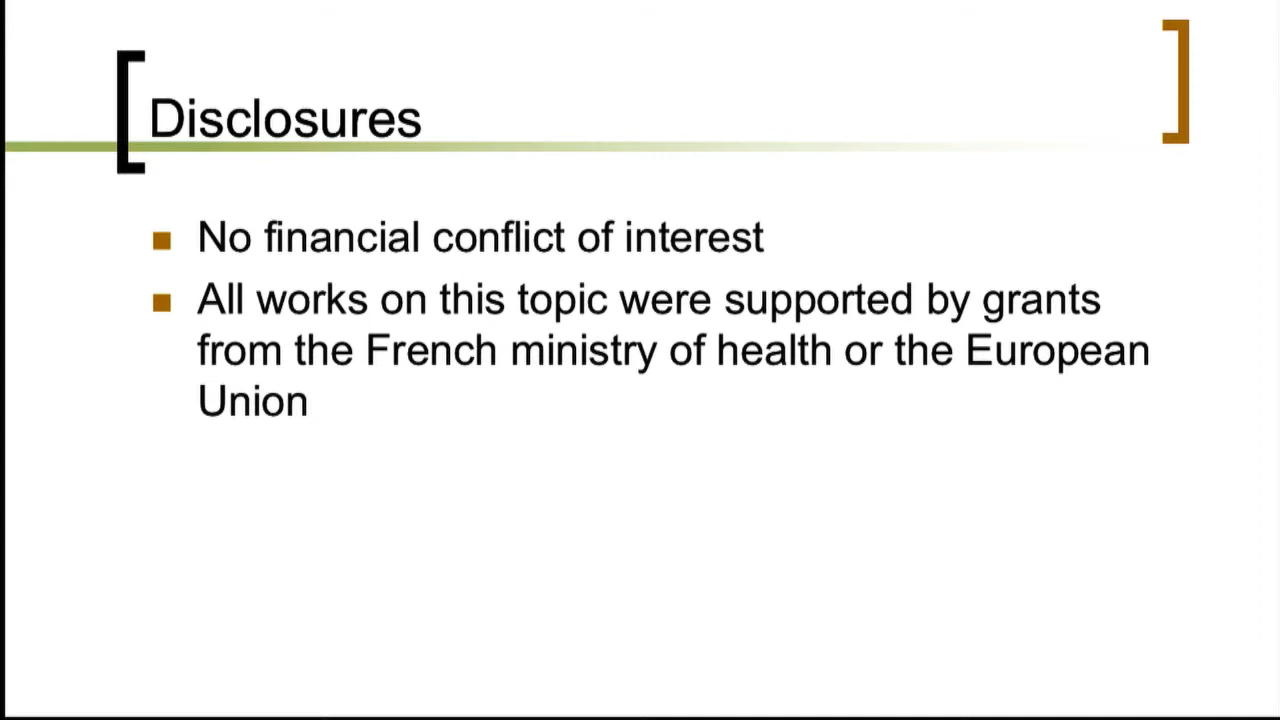 Disclosures
No financial conflict of interest
All works on this topic were supported by grants
from the French ministry of health or the European
Union